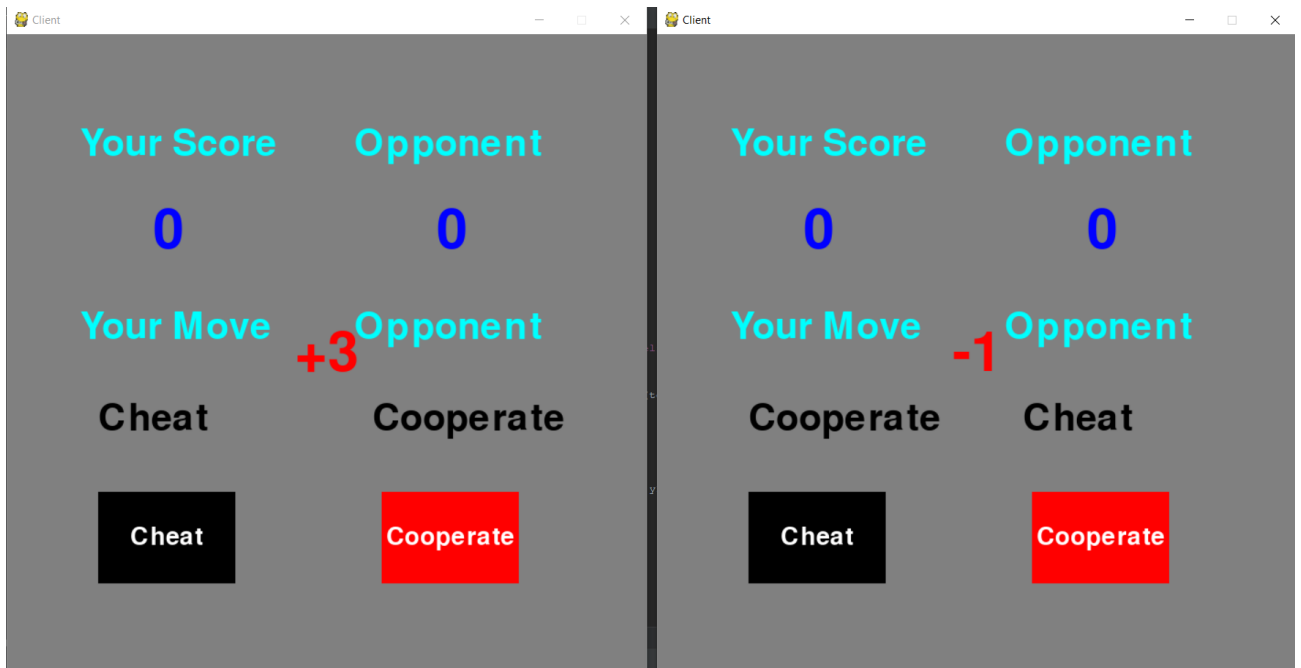 Client
Your Score Opponent
0 0
Your Move Opponent
+3
Cheat Cooperate
Cheat Cooperate
Client
Your Score Opponent
0 0
Your Move Opponent
-1
Cooperate Cheat
Cheat Cooperate